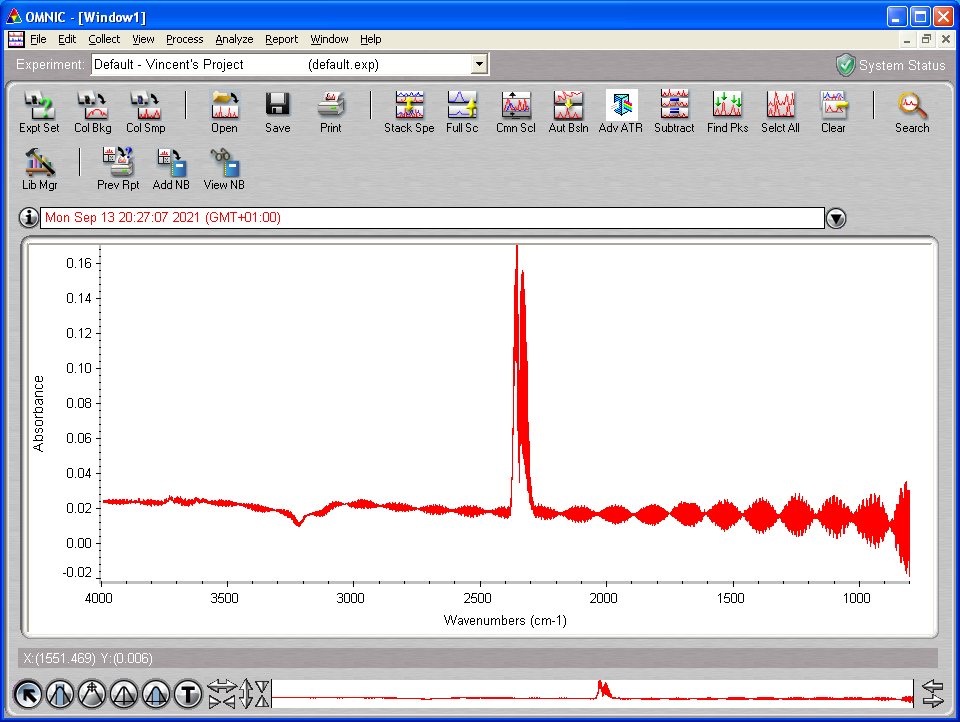 OMNIC - [Window1]
File Edit Collect View Process Analyze Report Window Help
Experiment: Default - Vincent's Project (default.exp) System Status
Expt Set Col Bkg Col Smp Open Save Print Stack Spe Full Sc Cmn Scl Aut Bsln Adv ATR Subtract Find Pks Selct All Clear Search
Lib Mgr Prev Rpt Add NB View NB
Mon Sep 13 20:27:07 2021 (GMT+01:00)
0.16
0.14
0.12
0.10
0.08
0.06
0.04
0.02
0.00
-0.02
Absorbance
4000 3500 3000 2500 2000 1500 1000
Wavenumbers (cm-1)
X:(1551.469) Y:(0.006)
T